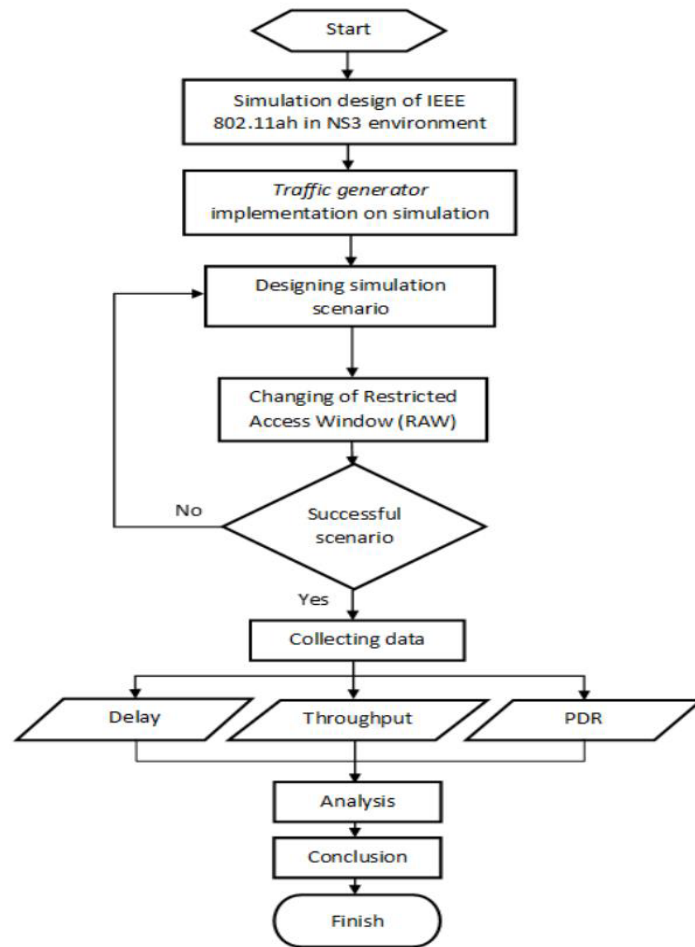 Start
Simulation design of IEEE
802.11ah in NS3 environment
Traffic generator
implementation on simulation
Designing simulation
scenario
Changing of Restricted
Access Window (RAW)
No
Successful
scenario
Yes
Collecting data
Delay
Throughput
PDR
Analysis
Conclusion
Finish